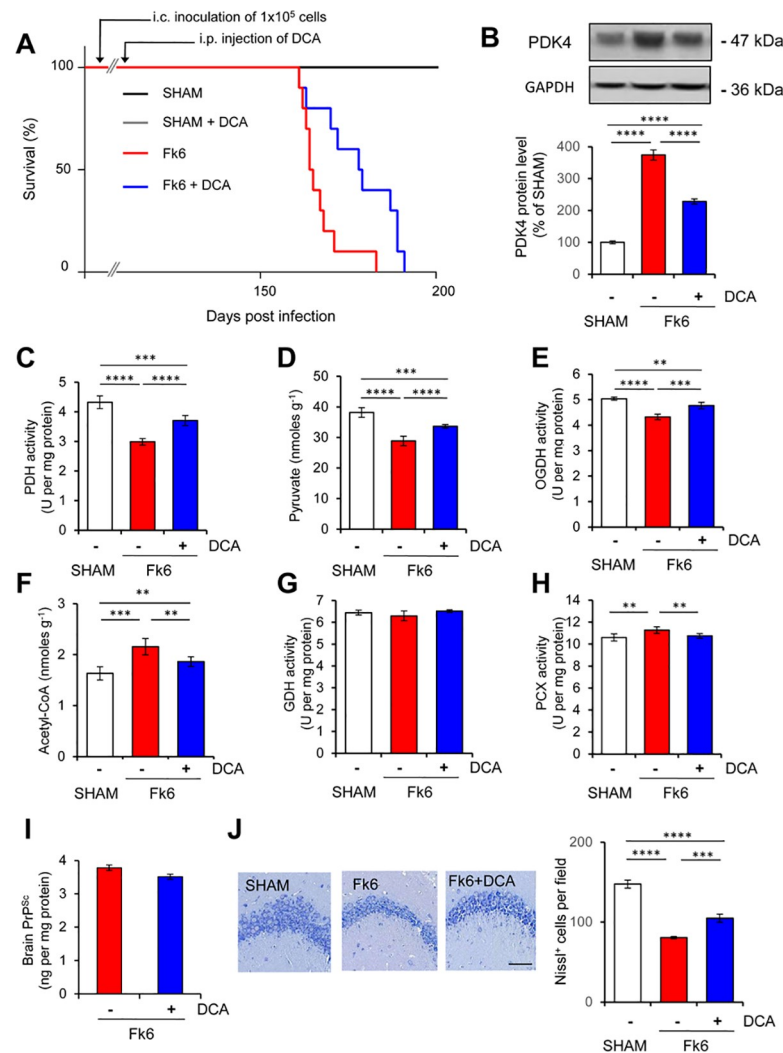 A
i.c. inoculation of 1x10⁵ cells
i.p. injection of DCA
Survival (%)
100
50
0
150
200
Days post infection
SHAM
SHAM + DCA
Fk6
Fk6 + DCA
B
PDK4
- 47 kDa
GAPDH
- 36 kDa
PDK4 protein level
(% of SHAM)
400
300
200
100
0
****
**** ****
- - + DCA
SHAM Fk6
C
PDH activity
(U per mg protein)
5
4
3
2
1
0
***
**** ****
- - + DCA
SHAM Fk6
D
Pyruvate (nmoles g⁻¹)
40
30
20
10
0
***
**** ****
- - + DCA
SHAM Fk6
E
OGDH activity
(U per mg protein)
6
5
4
3
2
1
0
**
**** ***
- - + DCA
SHAM Fk6
F
Acetyl-CoA (nmoles g⁻¹)
3
2
1
0
**
*** **
- - + DCA
SHAM Fk6
G
GDH activity
(U per mg protein)
7
6
5
4
3
2
1
0
- - + DCA
SHAM Fk6
H
PCX activity
(U per mg protein)
14
12
10
8
6
4
2
0
** **
- - + DCA
SHAM Fk6
I
Brain PrPSc
(ng per mg protein)
4
3
2
1
0
- + DCA
Fk6
J
SHAM
Fk6
Fk6+DCA
Nissl⁺ cells per field
200
100
0
****
**** ***
- - + DCA
SHAM Fk6